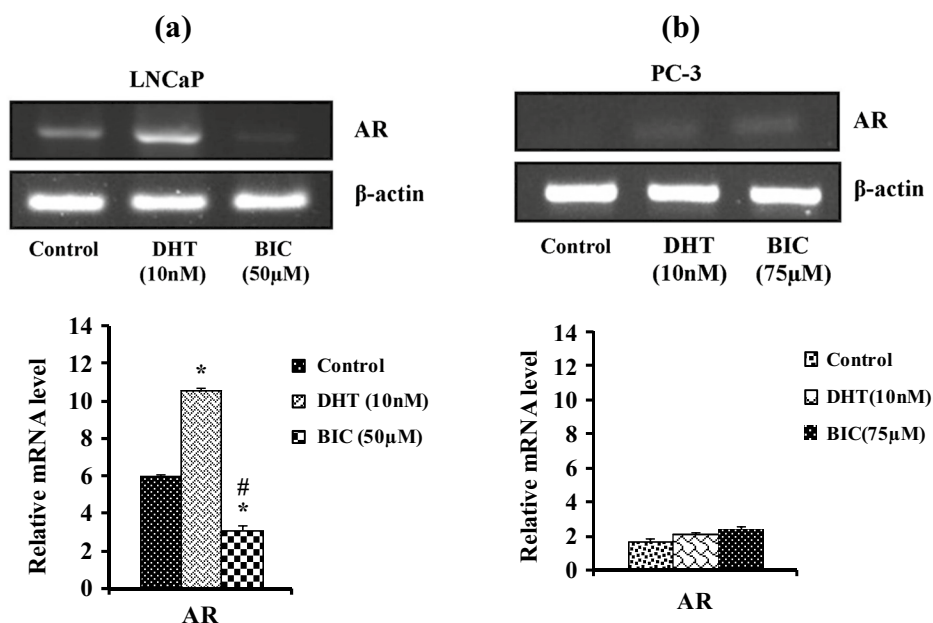 (a)
LNCaP
AR
β-actin
Control DHT BIC
(10nM) (50µM)
14
12
10
8
6
4
2
0
Relative mRNA level
*
#
*
Control
DHT (10nM)
BIC (50µM)
AR
(b)
PC-3
AR
β-actin
Control DHT BIC
(10nM) (75µM)
14
12
10
8
6
4
2
0
Relative mRNA level
Control
DHT(10nM)
BIC(75µM)
AR